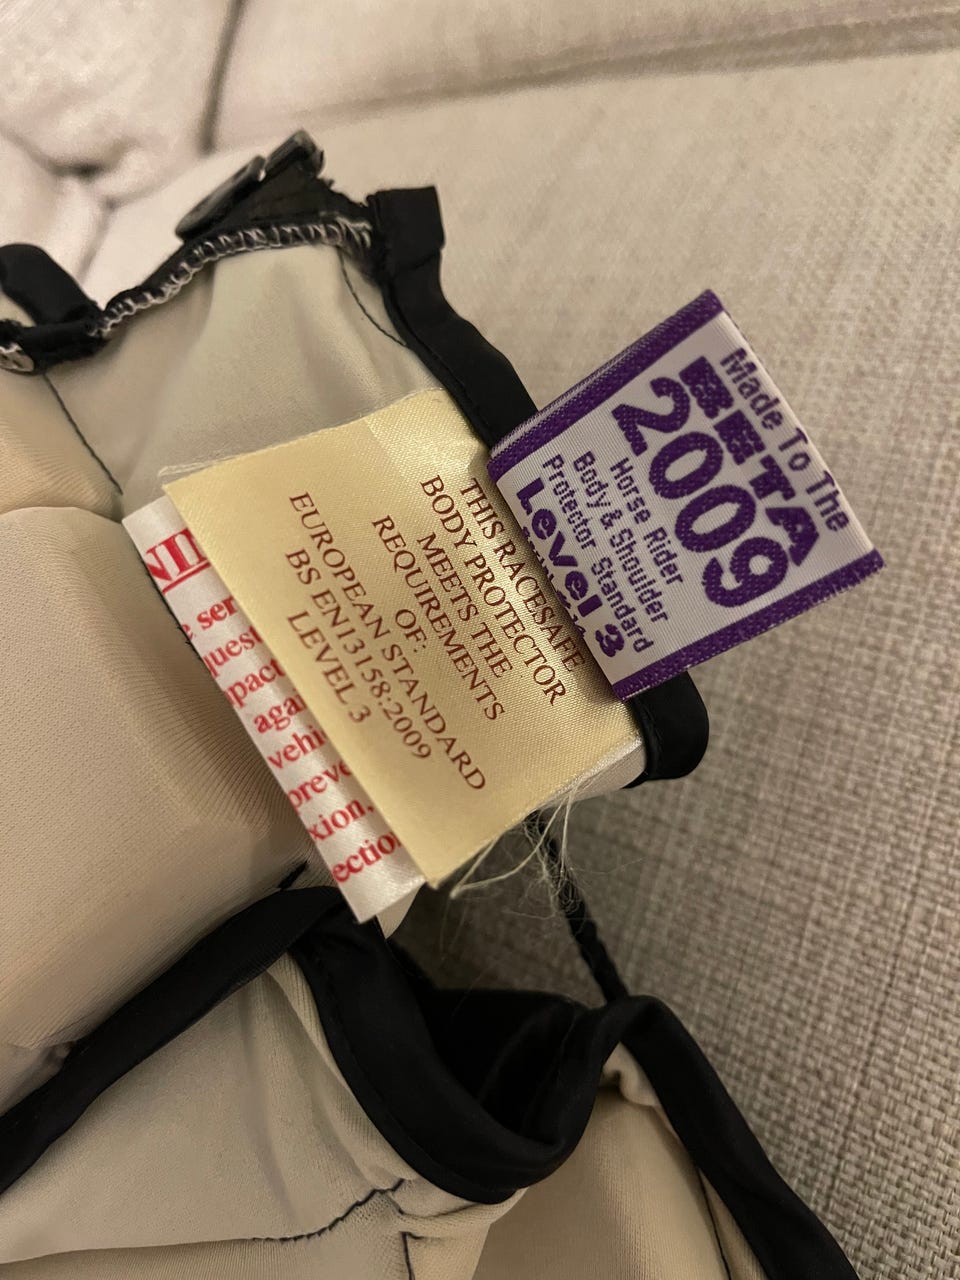 Made To The
BETA
2009
Horse Rider
Body & Shoulder
Protector Standard
Level 3
THIS RACESAFE
BODY PROTECTOR
MEETS THE
REQUIREMENTS
OF:
EUROPEAN STANDARD
BS EN13158:2009
LEVEL 3